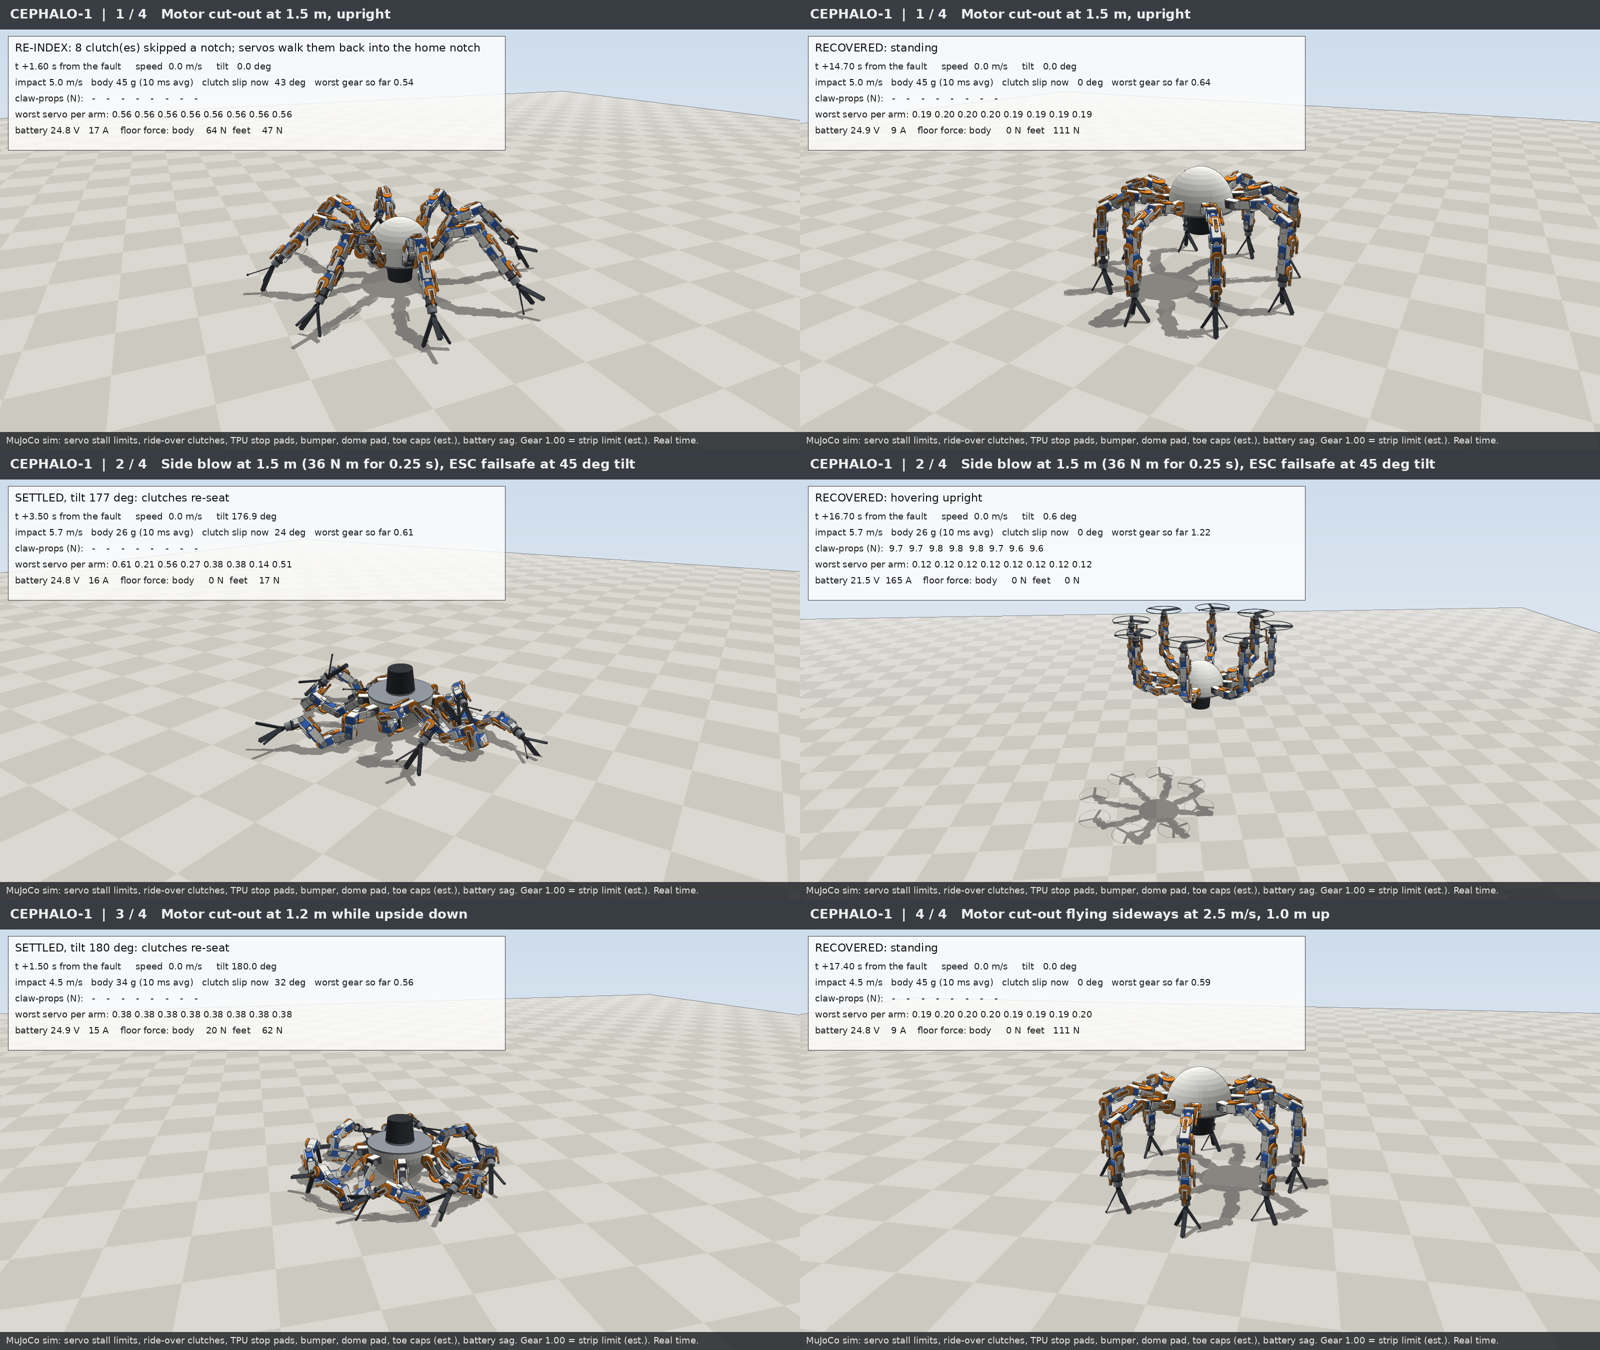 CEPHALO-1 | 1 / 4 Motor cut-out at 1.5 m, upright
RE-INDEX: 8 clutch(es) skipped a notch; servos walk them back into the home notch
t +1.60 s from the fault speed 0.0 m/s tilt 0.0 deg
impact 5.0 m/s body 45 g (10 ms avg) clutch slip now 43 deg worst gear so far 0.54
claw-props (N): - - - - - - - -
worst servo per arm: 0.56 0.56 0.56 0.56 0.56 0.56 0.56 0.56
battery 24.8 V 17 A floor force: body 64 N feet 47 N
MuJoCo sim: servo stall limits, ride-over clutches, TPU stop pads, bumper, dome pad, toe caps (est.), battery sag. Gear 1.00 = strip limit (est.). Real time.
CEPHALO-1 | 1 / 4 Motor cut-out at 1.5 m, upright
RECOVERED: standing
t +14.70 s from the fault speed 0.0 m/s tilt 0.0 deg
impact 5.0 m/s body 45 g (10 ms avg) clutch slip now 0 deg worst gear so far 0.64
claw-props (N): - - - - - - - -
worst servo per arm: 0.19 0.20 0.20 0.20 0.19 0.19 0.19 0.19
battery 24.9 V 9 A floor force: body 0 N feet 111 N
MuJoCo sim: servo stall limits, ride-over clutches, TPU stop pads, bumper, dome pad, toe caps (est.), battery sag. Gear 1.00 = strip limit (est.). Real time.
CEPHALO-1 | 2 / 4 Side blow at 1.5 m (36 N m for 0.25 s), ESC failsafe at 45 deg tilt
SETTLED, tilt 177 deg: clutches re-seat
t +3.50 s from the fault speed 0.0 m/s tilt 176.9 deg
impact 5.7 m/s body 26 g (10 ms avg) clutch slip now 24 deg worst gear so far 0.61
claw-props (N): - - - - - - - -
worst servo per arm: 0.61 0.21 0.56 0.27 0.38 0.38 0.14 0.51
battery 24.8 V 16 A floor force: body 0 N feet 17 N
MuJoCo sim: servo stall limits, ride-over clutches, TPU stop pads, bumper, dome pad, toe caps (est.), battery sag. Gear 1.00 = strip limit (est.). Real time.
CEPHALO-1 | 2 / 4 Side blow at 1.5 m (36 N m for 0.25 s), ESC failsafe at 45 deg tilt
RECOVERED: hovering upright
t +16.70 s from the fault speed 0.0 m/s tilt 0.6 deg
impact 5.7 m/s body 26 g (10 ms avg) clutch slip now 0 deg worst gear so far 1.22
claw-props (N): 9.7 9.7 9.8 9.8 9.8 9.7 9.6 9.6
worst servo per arm: 0.12 0.12 0.12 0.12 0.12 0.12 0.12 0.12
battery 21.5 V 165 A floor force: body 0 N feet 0 N
MuJoCo sim: servo stall limits, ride-over clutches, TPU stop pads, bumper, dome pad, toe caps (est.), battery sag. Gear 1.00 = strip limit (est.). Real time.
CEPHALO-1 | 3 / 4 Motor cut-out at 1.2 m while upside down
SETTLED, tilt 180 deg: clutches re-seat
t +1.50 s from the fault speed 0.0 m/s tilt 180.0 deg
impact 4.5 m/s body 34 g (10 ms avg) clutch slip now 32 deg worst gear so far 0.56
claw-props (N): - - - - - - - -
worst servo per arm: 0.38 0.38 0.38 0.38 0.38 0.38 0.38 0.38
battery 24.9 V 15 A floor force: body 20 N feet 62 N
MuJoCo sim: servo stall limits, ride-over clutches, TPU stop pads, bumper, dome pad, toe caps (est.), battery sag. Gear 1.00 = strip limit (est.). Real time.
CEPHALO-1 | 4 / 4 Motor cut-out flying sideways at 2.5 m/s, 1.0 m up
RECOVERED: standing
t +17.40 s from the fault speed 0.0 m/s tilt 0.0 deg
impact 4.5 m/s body 45 g (10 ms avg) clutch slip now 0 deg worst gear so far 0.59
claw-props (N): - - - - - - - -
worst servo per arm: 0.19 0.20 0.20 0.20 0.19 0.19 0.19 0.20
battery 24.8 V 9 A floor force: body 0 N feet 111 N
MuJoCo sim: servo stall limits, ride-over clutches, TPU stop pads, bumper, dome pad, toe caps (est.), battery sag. Gear 1.00 = strip limit (est.). Real time.